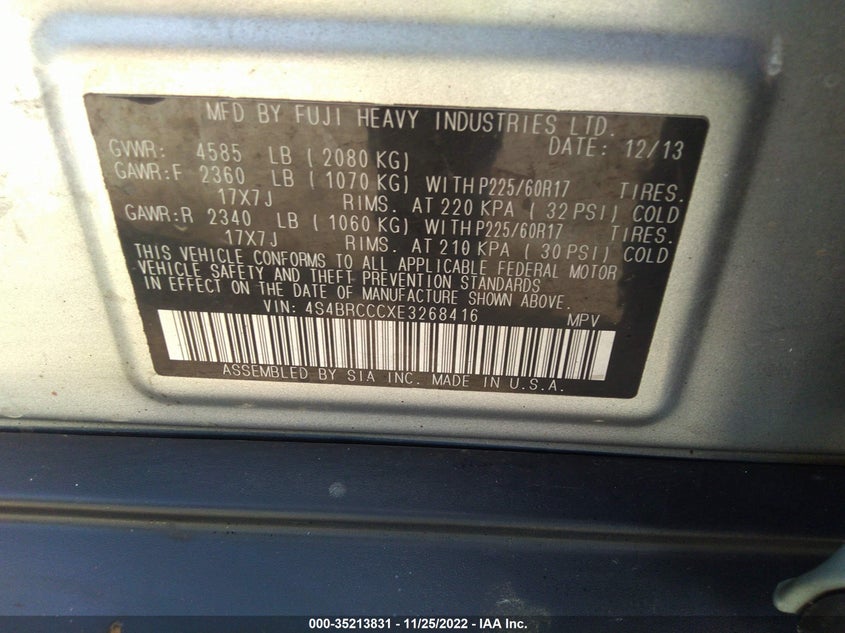 MFD BY FUJI HEAVY INDUSTRIES LTD.
DATE: 12/13
GVWR: 4585 LB ( 2080 KG)
GAWR:F 2360 LB ( 1070 KG) WITH P225/60R17 TIRES.
17X7J RIMS. AT 220 KPA ( 32 PSI) COLD
GAWR:R 2340 LB ( 1060 KG) WITH P225/60R17 TIRES.
17X7J RIMS. AT 210 KPA ( 30 PSI) COLD
THIS VEHICLE CONFORMS TO ALL APPLICABLE FEDERAL MOTOR
VEHICLE SAFETY AND THEFT PREVENTION STANDARDS
IN EFFECT ON THE DATE OF MANUFACTURE SHOWN ABOVE.
VIN: 4S4BRCCCXE3268416 MPV
ASSEMBLED BY SIA INC. MADE IN U.S.A.
000-35213831 - 11/25/2022 - IAA Inc.